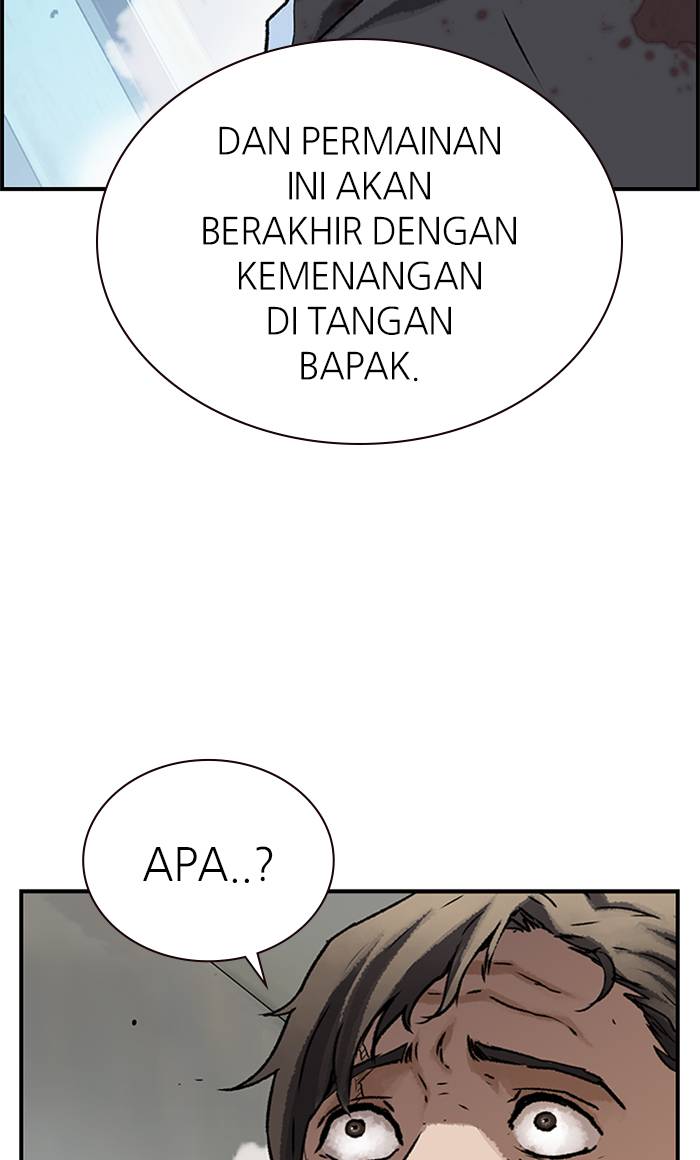 DAN PERMAINAN
INI AKAN
BERAKHIR DENGAN
KEMENANGAN
DI TANGAN
BAPAK.
APA..?